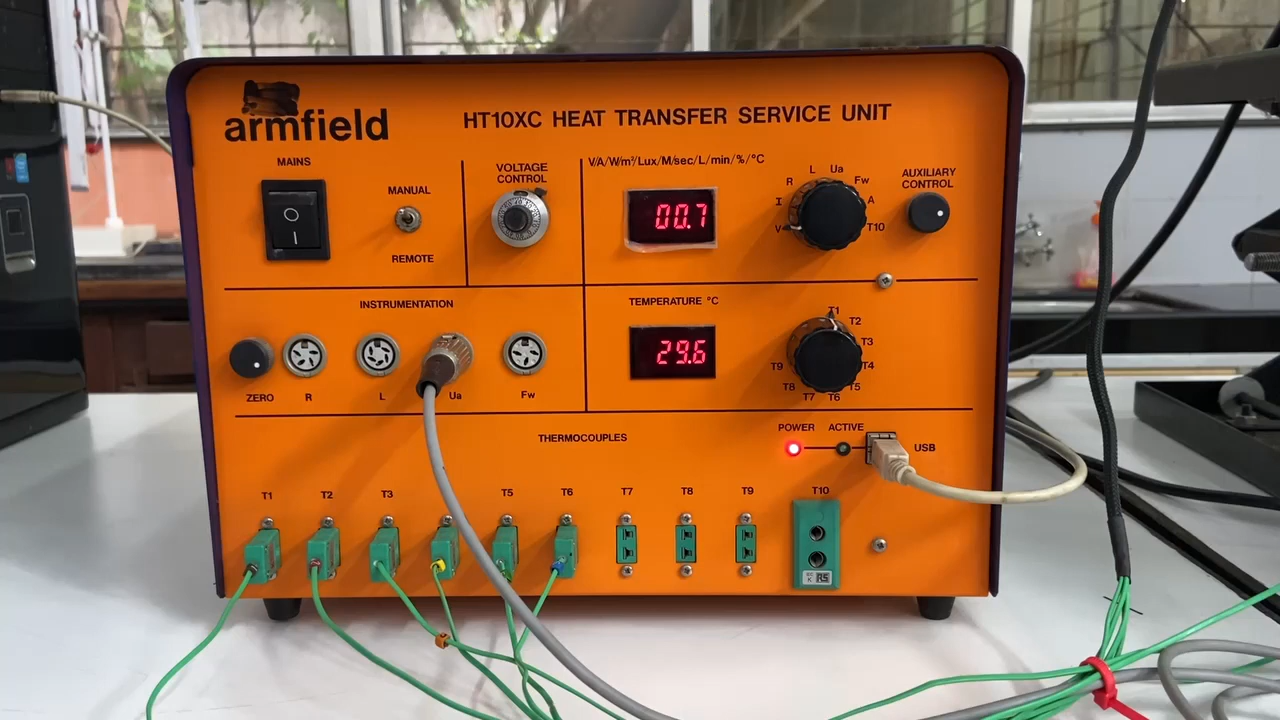 armfield
HT10XC HEAT TRANSFER SERVICE UNIT
MAINS
MANUAL
REMOTE
VOLTAGE
CONTROL
V/A/W/m²/Lux/M/sec/L/min/%/°C
00.7
V
I
R
L
Ua
Fw
A
T10
AUXILIARY
CONTROL
INSTRUMENTATION
ZERO
R
L
Ua
Fw
TEMPERATURE °C
29.6
T1
T2
T3
T4
T5
T6
T7
T8
T9
THERMOCOUPLES
POWER
ACTIVE
USB
T1
T2
T3
T5
T6
T7
T8
T9
T10
K
RS